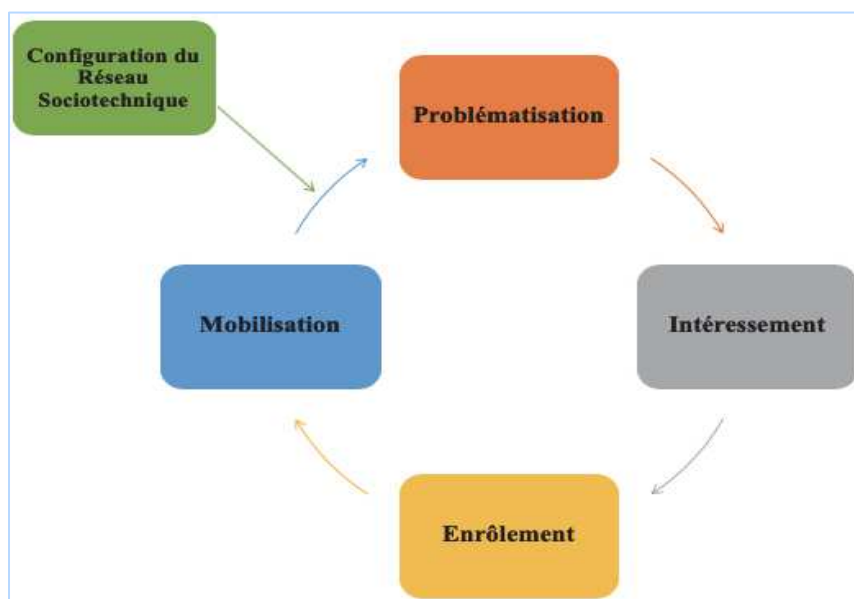 Configuration du
Réseau
Sociotechnique
Problématisation
Mobilisation
Intéressement
Enrôlement